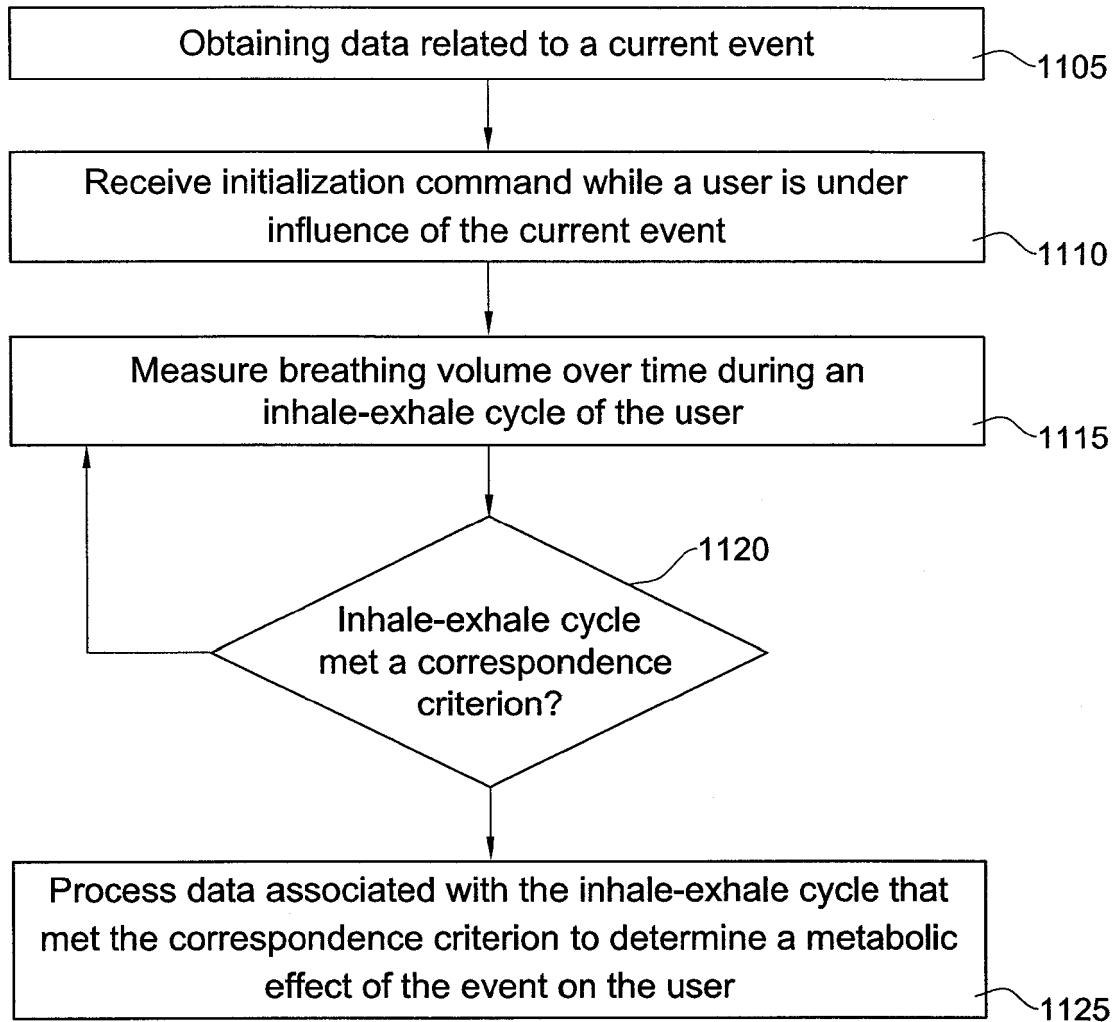 Obtaining data related to a current event
1105
Receive initialization command while a user is under
influence of the current event
1110
Measure breathing volume over time during an
inhale-exhale cycle of the user
1115
1120
Inhale-exhale cycle
met a correspondence
criterion?
Process data associated with the inhale-exhale cycle that
met the correspondence criterion to determine a metabolic
effect of the event on the user
1125